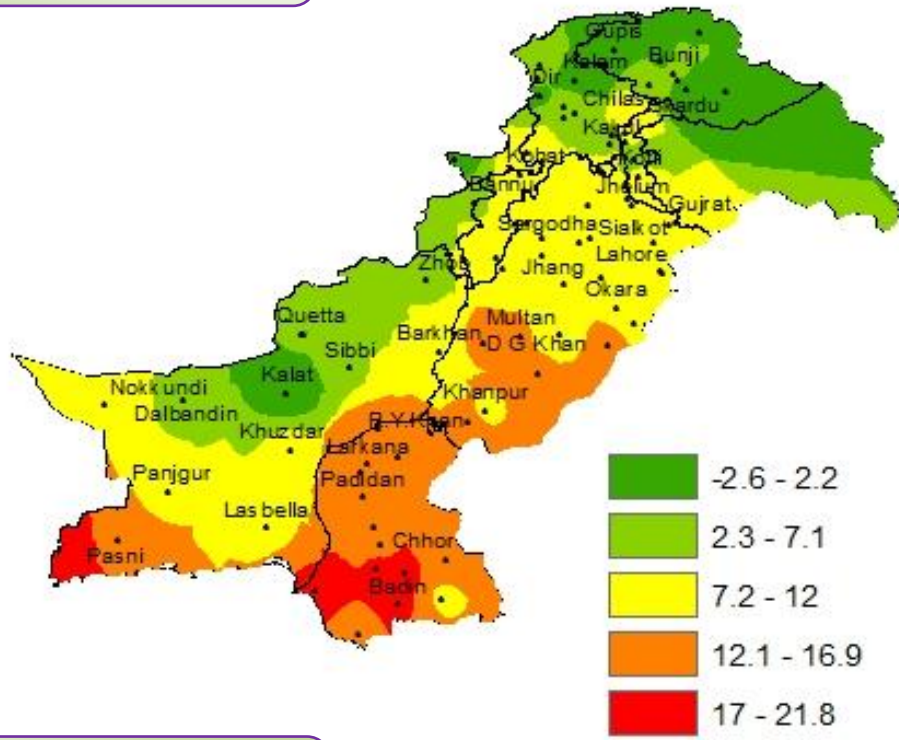 Gupis
Kalam
Bunji
Dir
Chilas
Skardu
Kakul
Kotli
Kohat
Bannu
Jhelum
Gujrat
Sargodha
Sialkot
Zhob
Jhang
Lahore
Okara
Quetta
Multan
Barkhan
D G Khan
Sibbi
Kalat
Nokkundi
Khanpur
Dalbandin
R.Y.Khan
Khuzdar
Larkana
Panjgur
Padidan
Lasbella
Chhor
Pasni
Badin
-2.6 - 2.2
2.3 - 7.1
7.2 - 12
12.1 - 16.9
17 - 21.8